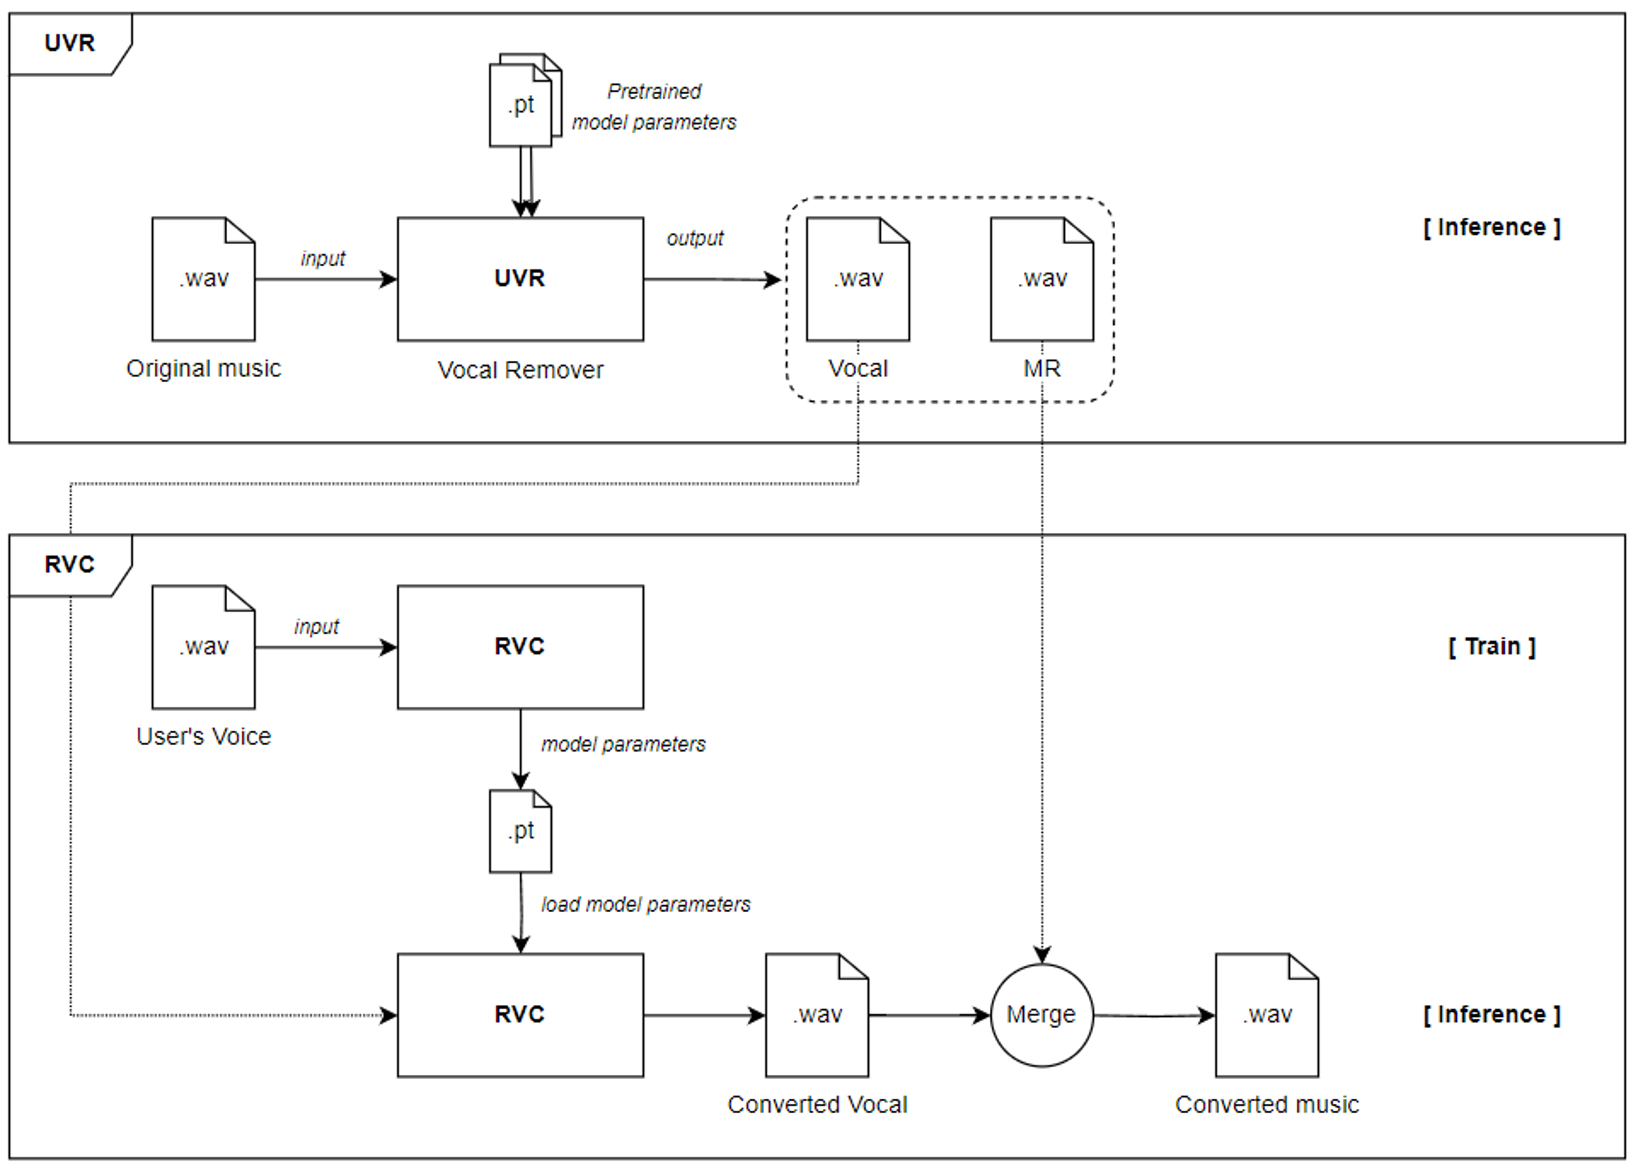 UVR
.pt
Pretrained
model parameters
.wav
input
UVR
output
.wav
.wav
[ Inference ]
Original music
Vocal Remover
Vocal
MR
RVC
.wav
input
RVC
[ Train ]
User's Voice
model parameters
.pt
load model parameters
RVC
.wav
Merge
.wav
[ Inference ]
Converted Vocal
Converted music